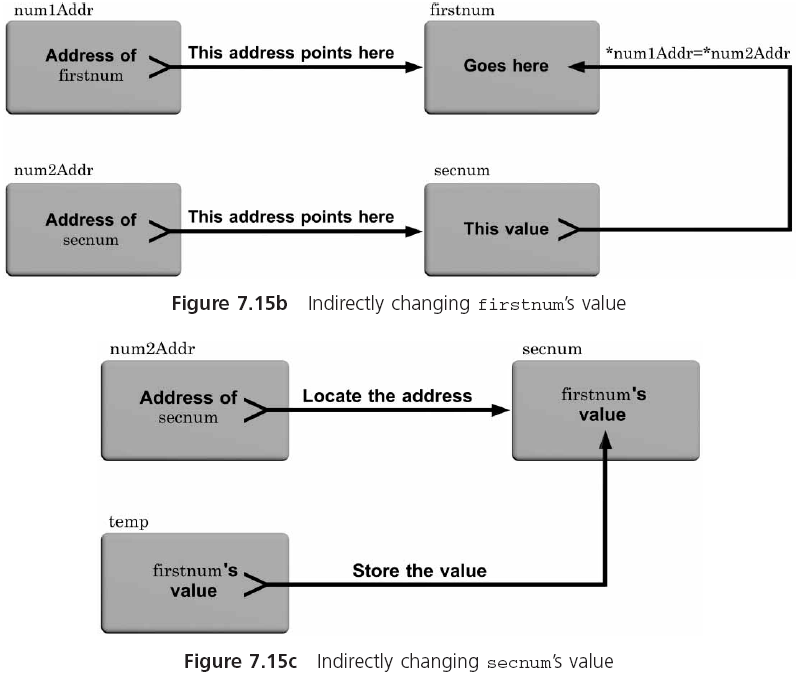 num1Addr
firstnum
Address of
firstnum
This address points here
Goes here
*num1Addr=*num2Addr
num2Addr
secnum
Address of
secnum
This address points here
This value
Figure 7.15b Indirectly changing firstnum's value
num2Addr
secnum
Address of
secnum
Locate the address
firstnum's
value
temp
firstnum's
value
Store the value
Figure 7.15c Indirectly changing secnum's value